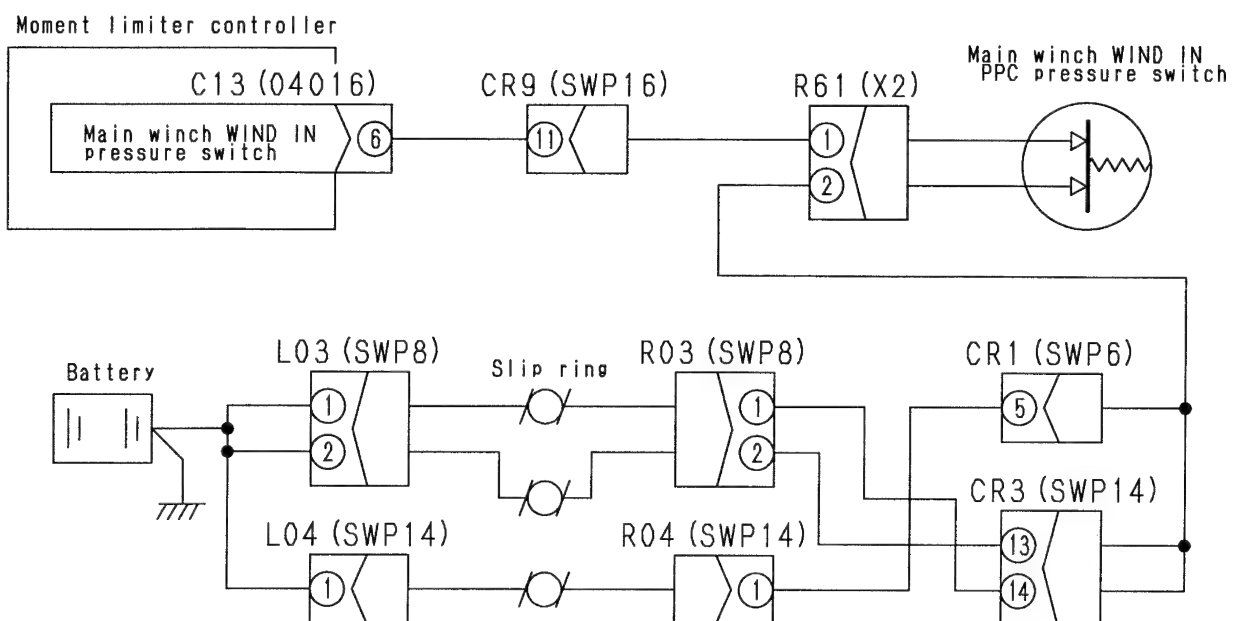 Moment limiter controller
C13 (04016)
CR9 (SWP16)
R61 (X2)
Main winch WIND IN
PPC pressure switch
Main winch WIND IN
pressure switch
6
11
1
2
Battery
L03 (SWP8)
Slip ring
R03 (SWP8)
CR1 (SWP6)
1
2
1
2
5
CR3 (SWP14)
L04 (SWP14)
R04 (SWP14)
13
14
1
1